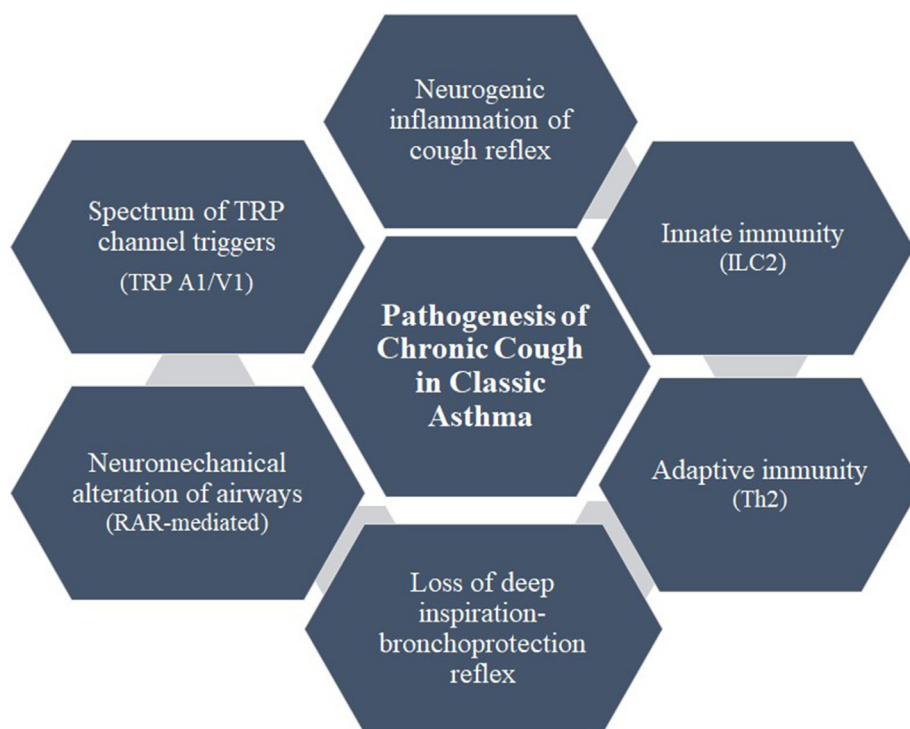 Neurogenic
inflammation of
cough reflex
Spectrum of TRP
channel triggers
(TRP A1/V1)
Innate immunity
(ILC2)
Pathogenesis of
Chronic Cough
in Classic
Asthma
Neuromechanical
alteration of airways
(RAR-mediated)
Adaptive immunity
(Th2)
Loss of deep
inspiration-
bronchoprotection
reflex